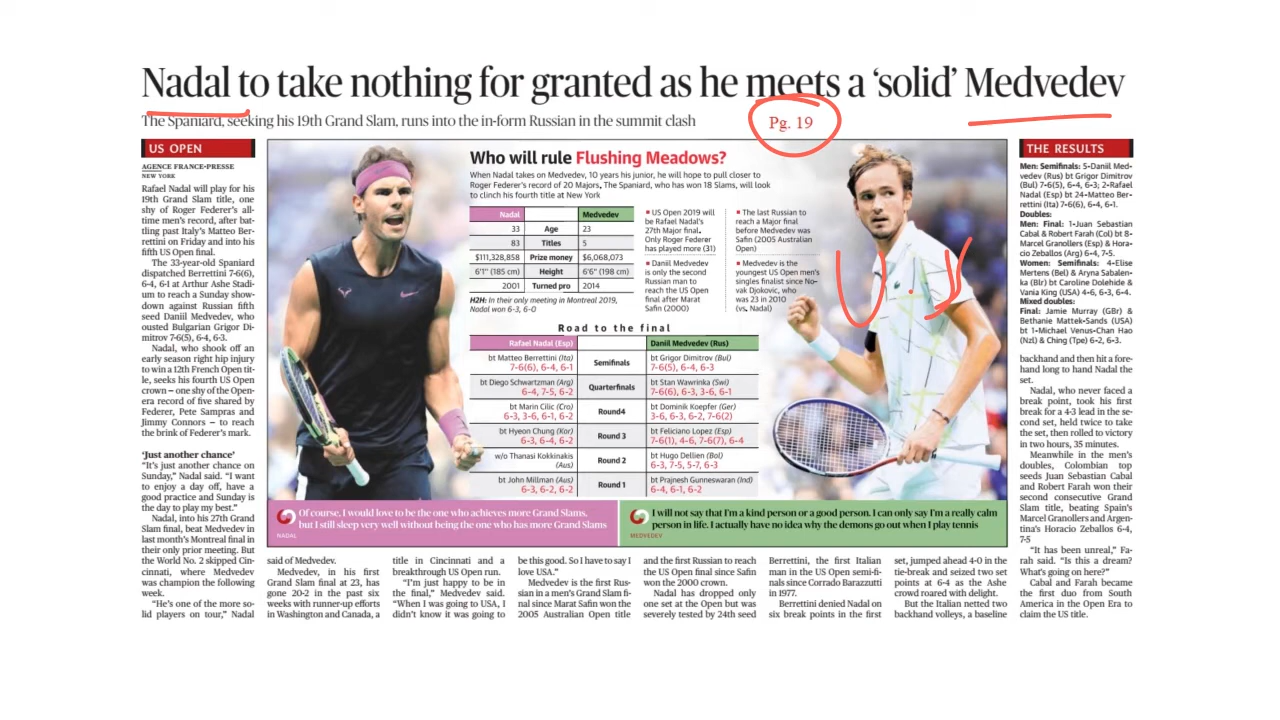 Nadal to take nothing for granted as he meets a ‘solid’ Medvedev
The Spaniard, seeking his 19th Grand Slam, runs into the in-form Russian in the summit clash
Pg. 19
US OPEN
AGENCE FRANCE-PRESSE
NEW YORK
Rafael Nadal will play for his
19th Grand Slam title, one
shy of Roger Federer’s all-
time men’s record, after bat-
tling past Italy’s Matteo Ber-
rettini on Friday and into his
fifth US Open final.
The 33-year-old Spaniard
dispatched Berrettini 7-6(6),
6-4, 6-1 at Arthur Ashe Stadi-
um to reach a Sunday show-
down against Russian fifth
seed Daniil Medvedev, who
ousted Bulgarian Grigor Di-
mitrov 7-6(5), 6-4, 6-3.
Nadal, who shook off an
early season right hip injury
to win a 12th French Open tit-
le, seeks his fourth US Open
crown – one shy of the Open-
era record of five shared by
Federer, Pete Sampras and
Jimmy Connors – to reach
the brink of Federer’s mark.
‘Just another chance’
“It’s just another chance on
Sunday,” Nadal said. “I want
to enjoy a day off, have a
good practice and Sunday is
the day to play my best.”
Nadal, into his 27th Grand
Slam final, beat Medvedev in
last month’s Montreal final in
their only prior meeting. But
the World No. 2 skipped Cin-
cinnati, where Medvedev
was champion the following
week.
“He’s one of the more so-
lid players on tour,” Nadal
Who will rule Flushing Meadows?
When Nadal takes on Medvedev, 10 years his junior, he will hope to pull closer to
Roger Federer’s record of 20 Majors. The Spaniard, who has won 18 Slams, will look
to clinch his fourth title at New York
Nadal Medvedev
33 Age 23
83 Titles 5
$111,328,858 Prize money $6,068,073
6'1" (185 cm) Height 6'6" (198 cm)
2001 Turned pro 2014
H2H: In their only meeting in Montreal 2019,
Nadal won 6-3, 6-0
US Open 2019 will
be Rafael Nadal’s
27th Major final.
Only Roger Federer
has played more (31)
Daniil Medvedev
is only the second
Russian man to
reach the US Open
final after Marat
Safin (2000)
The last Russian to
reach a Major final
before Medvedev was
Safin (2005 Australian
Open)
Medvedev is the
youngest US Open men’s
singles finalist since No-
vak Djokovic, who
was 23 in 2010
(vs. Nadal)
Road to the final
Rafael Nadal (Esp) Daniil Medvedev (Rus)
bt Matteo Berrettini (Ita) Semifinals bt Grigor Dimitrov (Bul)
7-6(6), 6-4, 6-1 7-6(5), 6-4, 6-3
bt Diego Schwartzman (Arg) Quarterfinals bt Stan Wawrinka (Swi)
6-4, 7-5, 6-2 7-6(6), 6-3, 3-6, 6-1
bt Marin Cilic (Cro) Round4 bt Dominik Koepfer (Ger)
6-3, 3-6, 6-1, 6-2 3-6, 6-3, 6-2, 7-6(2)
bt Hyeon Chung (Kor) Round 3 bt Feliciano Lopez (Esp)
6-3, 6-4, 6-2 7-6(1), 4-6, 7-6(7), 6-4
w/o Thanasi Kokkinakis Round 2 bt Hugo Dellien (Bol)
(Aus) 6-3, 7-5, 5-7, 6-3
bt John Millman (Aus) Round 1 bt Prajnesh Gunneswaran (Ind)
6-3, 6-2, 6-2 6-4, 6-1, 6-2
Of course, I would love to be the one who achieves more Grand Slams,
but I still sleep very well without being the one who has more Grand Slams
NADAL
I will not say that I’m a kind person or a good person. I can only say I’m a really calm
person in life. I actually have no idea why the demons go out when I play tennis
MEDVEDEV
said of Medvedev.
Medvedev, in his first
Grand Slam final at 23, has
gone 20-2 in the past six
weeks with runner-up efforts
in Washington and Canada, a
title in Cincinnati and a
breakthrough US Open run.
“I’m just happy to be in
the final,” Medvedev said.
“When I was going to USA, I
didn’t know it was going to
be this good. So I have to say I
love USA.”
Medvedev is the first Rus-
sian in a men’s Grand Slam fi-
nal since Marat Safin won the
2005 Australian Open title
and the first Russian to reach
the US Open final since Safin
won the 2000 crown.
Nadal has dropped only
one set at the Open but was
severely tested by 24th seed
Berrettini, the first Italian
man in the US Open semi-fi-
nals since Corrado Barazzutti
in 1977.
Berrettini denied Nadal on
six break points in the first
set, jumped ahead 4-0 in the
tie-break and seized two set
points at 6-4 as the Ashe
crowd roared with delight.
But the Italian netted two
backhand volleys, a baseline
THE RESULTS
Men: Semifinals: 5-Daniil Med-
vedev (Rus) bt Grigor Dimitrov
(Bul) 7-6(5), 6-4, 6-3; 2-Rafael
Nadal (Esp) bt 24-Matteo Ber-
rettini (Ita) 7-6(6), 6-4, 6-1.
Doubles:
Men: Final: 1-Juan Sebastian
Cabal & Robert Farah (Col) bt 8-
Marcel Granollers (Esp) & Hora-
cio Zeballos (Arg) 6-4, 7-5.
Women: Semifinals: 4-Elise
Mertens (Bel) & Aryna Sabalen-
ka (Blr) bt Caroline Dolehide &
Vania King (USA) 4-6, 6-3, 6-4.
Mixed doubles:
Final: Jamie Murray (GBr) &
Bethanie Mattek-Sands (USA)
bt 1-Michael Venus-Chan Hao
(Nzl) & Ching (Tpe) 6-2, 6-3.
backhand and then hit a fore-
hand long to hand Nadal the
set.
Nadal, who never faced a
break point, took his first
break for a 4-3 lead in the se-
cond set, held twice to take
the set, then rolled to victory
in two hours, 35 minutes.
Meanwhile in the men’s
doubles, Colombian top
seeds Juan Sebastian Cabal
and Robert Farah won their
second consecutive Grand
Slam title, beating Spain’s
Marcel Granollers and Argen-
tina’s Horacio Zeballos 6-4,
7-5
“It has been unreal,” Fa-
rah said. “Is this a dream?
What’s going on here?”
Cabal and Farah became
the first duo from South
America in the Open Era to
claim the US title.